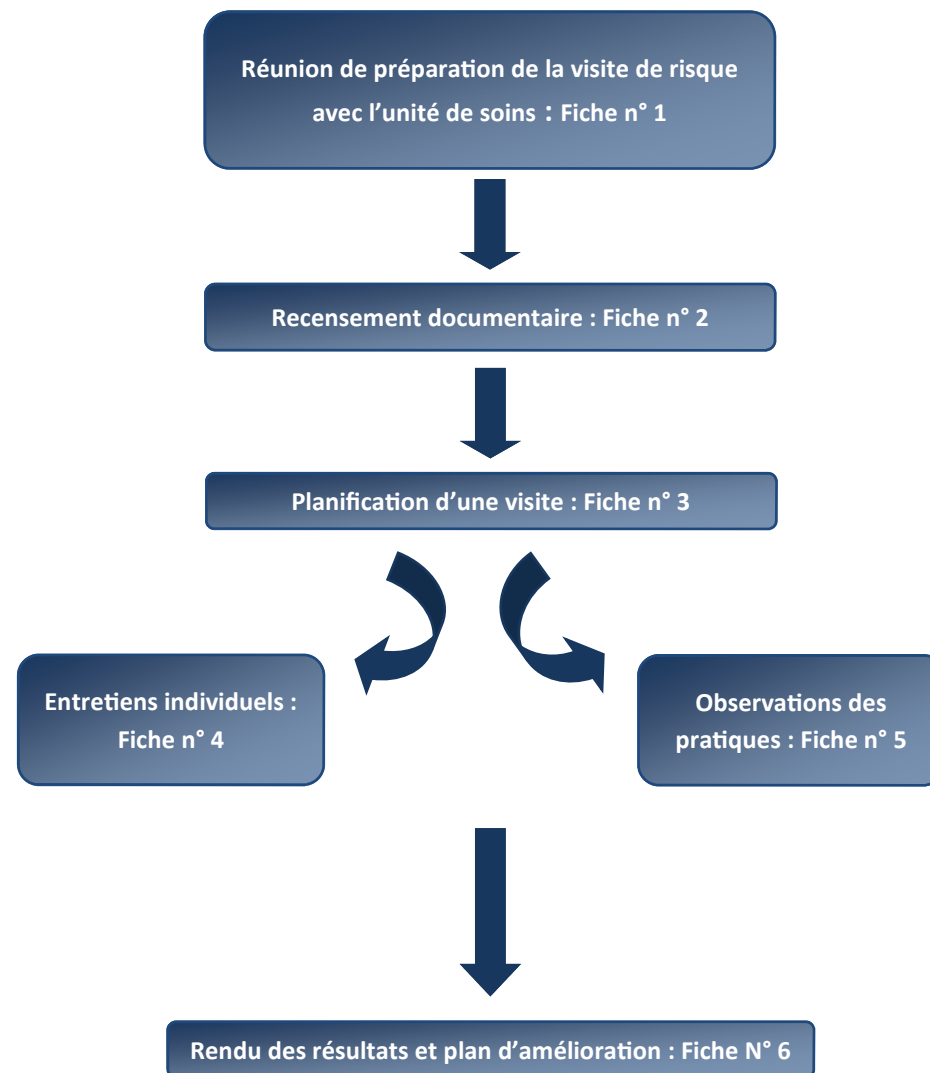 Réunion de préparation de la visite de risque
avec l’unité de soins : Fiche n° 1
Recensement documentaire : Fiche n° 2
Planification d’une visite : Fiche n° 3
Entretiens individuels :
Fiche n° 4
Observations des
pratiques : Fiche n° 5
Rendu des résultats et plan d’amélioration : Fiche N° 6